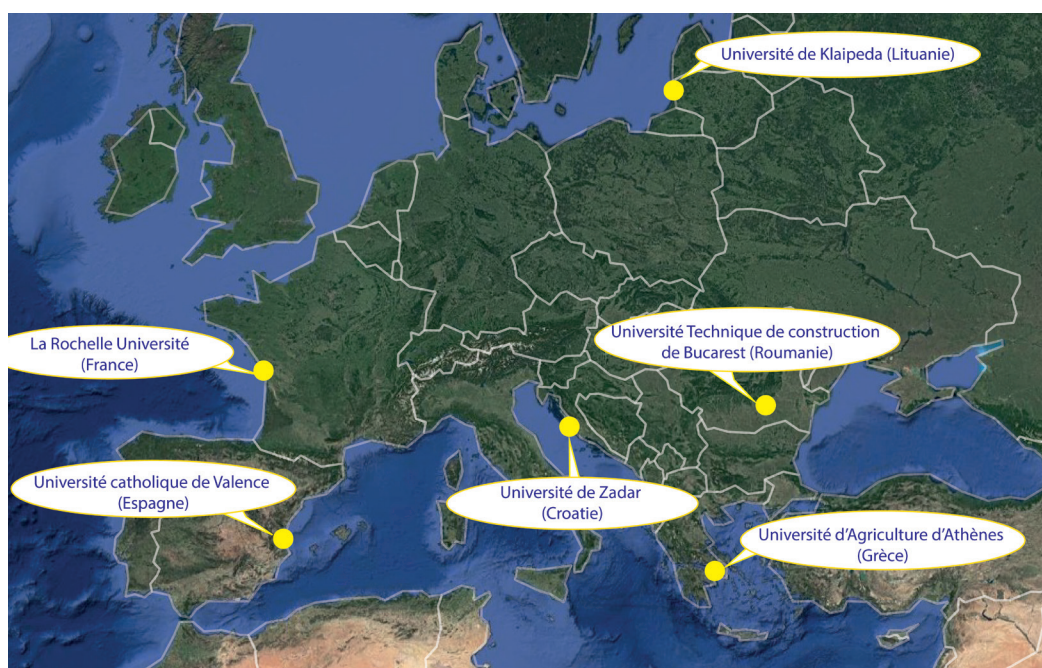 Université de Klaipeda (Lituanie)
La Rochelle Université
(France)
Université Technique de construction
de Bucarest (Roumanie)
Université catholique de Valence
(Espagne)
Université de Zadar
(Croatie)
Université d'Agriculture d'Athènes
(Grèce)